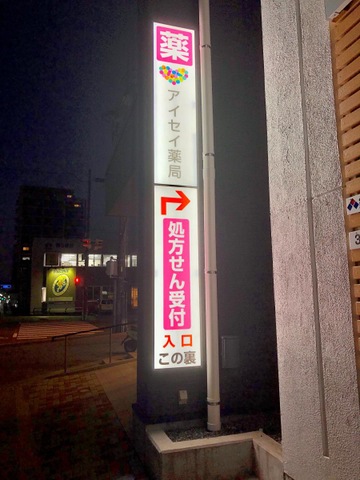 薬
アイセイ薬局
処方せん受付
入口
この裏